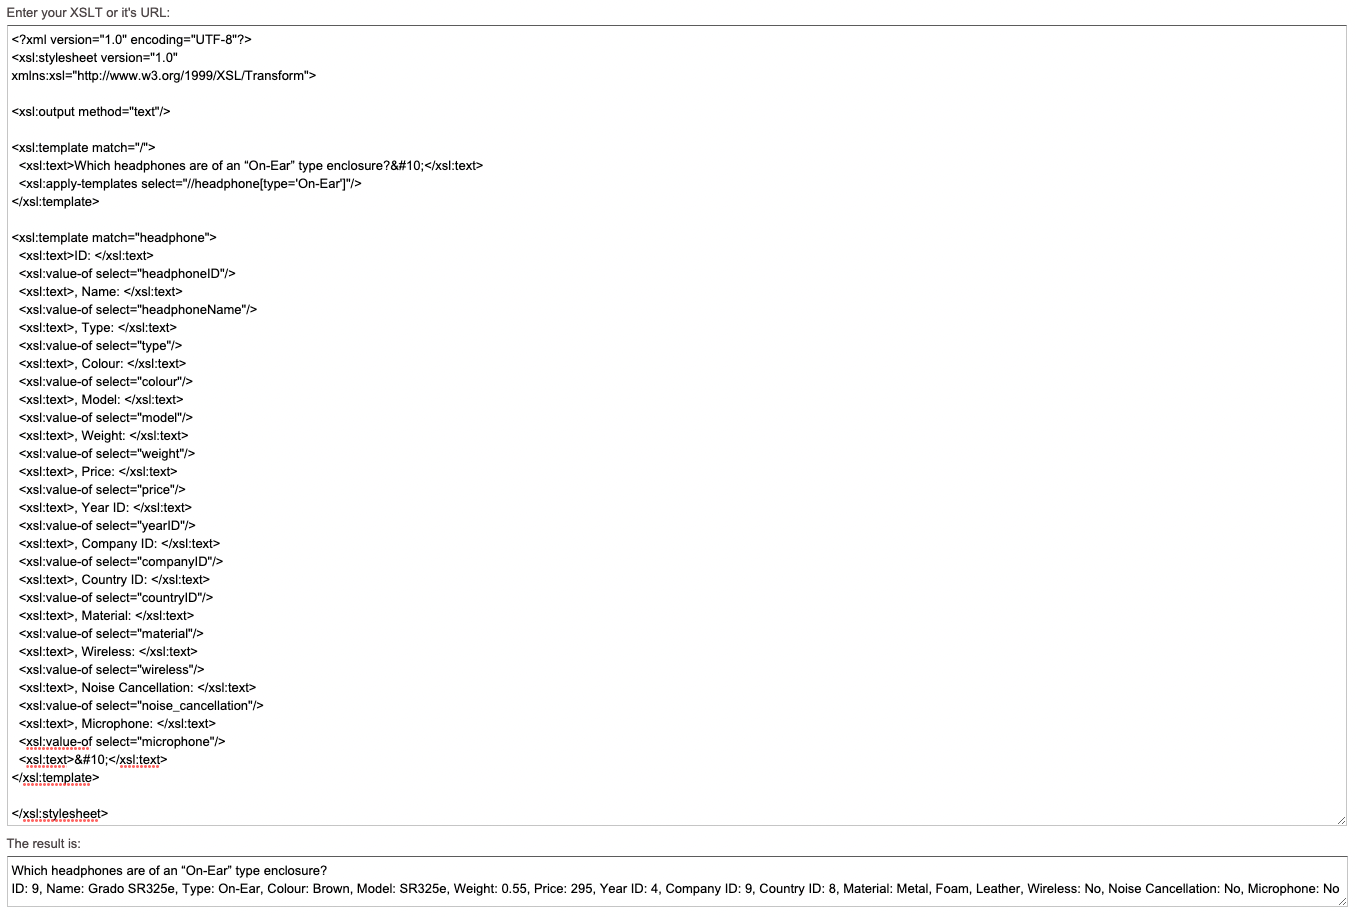 Enter your XSLT or it's URL:
<?xml version="1.0" encoding="UTF-8"?>
<xsl:stylesheet version="1.0"
xmlns:xsl="http://www.w3.org/1999/XSL/Transform">
<xsl:output method="text"/>
<xsl:template match="/">
<xsl:text>Which headphones are of an “On-Ear” type enclosure?&#10;</xsl:text>
<xsl:apply-templates select="//headphone[type='On-Ear']"/>
</xsl:template>
<xsl:template match="headphone">
<xsl:text>ID: </xsl:text>
<xsl:value-of select="headphoneID"/>
<xsl:text>, Name: </xsl:text>
<xsl:value-of select="headphoneName"/>
<xsl:text>, Type: </xsl:text>
<xsl:value-of select="type"/>
<xsl:text>, Colour: </xsl:text>
<xsl:value-of select="colour"/>
<xsl:text>, Model: </xsl:text>
<xsl:value-of select="model"/>
<xsl:text>, Weight: </xsl:text>
<xsl:value-of select="weight"/>
<xsl:text>, Price: </xsl:text>
<xsl:value-of select="price"/>
<xsl:text>, Year ID: </xsl:text>
<xsl:value-of select="yearID"/>
<xsl:text>, Company ID: </xsl:text>
<xsl:value-of select="companyID"/>
<xsl:text>, Country ID: </xsl:text>
<xsl:value-of select="countryID"/>
<xsl:text>, Material: </xsl:text>
<xsl:value-of select="material"/>
<xsl:text>, Wireless: </xsl:text>
<xsl:value-of select="wireless"/>
<xsl:text>, Noise Cancellation: </xsl:text>
<xsl:value-of select="noise_cancellation"/>
<xsl:text>, Microphone: </xsl:text>
<xsl:value-of select="microphone"/>
<xsl:text>&#10;</xsl:text>
</xsl:template>
</xsl:stylesheet>
The result is:
Which headphones are of an “On-Ear” type enclosure?
ID: 9, Name: Grado SR325e, Type: On-Ear, Colour: Brown, Model: SR325e, Weight: 0.55, Price: 295, Year ID: 4, Company ID: 9, Country ID: 8, Material: Metal, Foam, Leather, Wireless: No, Noise Cancellation: No, Microphone: No